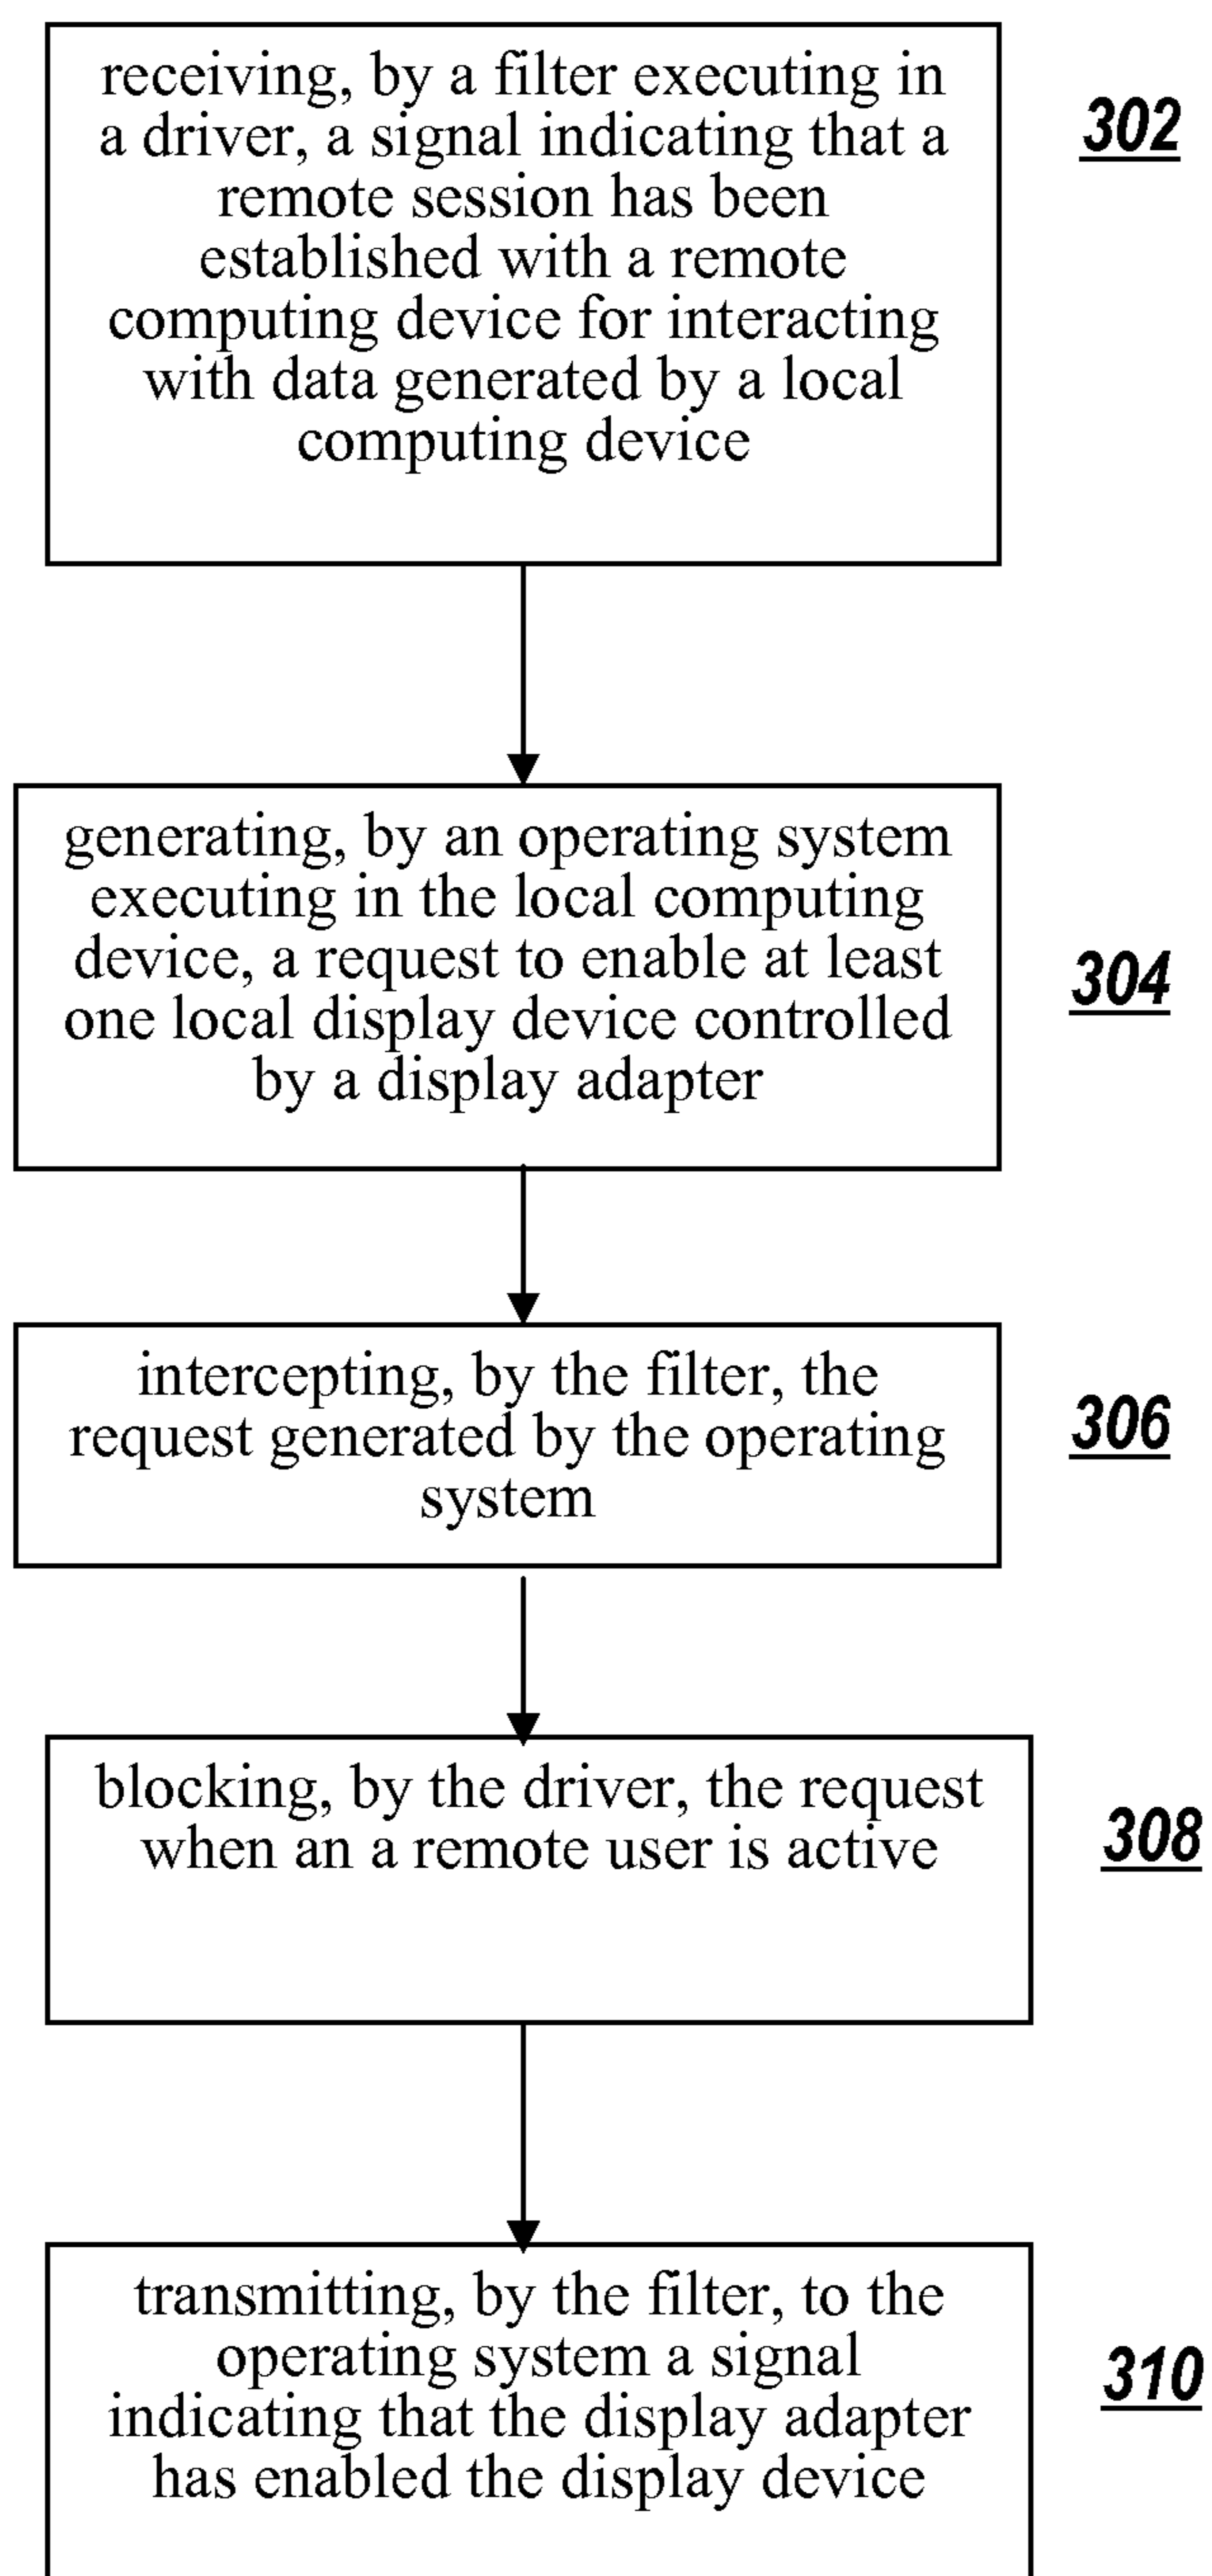 receiving, by a filter executing in
a driver, a signal indicating that a
remote session has been
established with a remote
computing device for interacting
with data generated by a local
computing device
302
generating, by an operating system
executing in the local computing
device, a request to enable at least
one local display device controlled
by a display adapter
304
intercepting, by the filter, the
request generated by the operating
system
306
blocking, by the driver, the request
when an a remote user is active
308
transmitting, by the filter, to the
operating system a signal
indicating that the display adapter
has enabled the display device
310